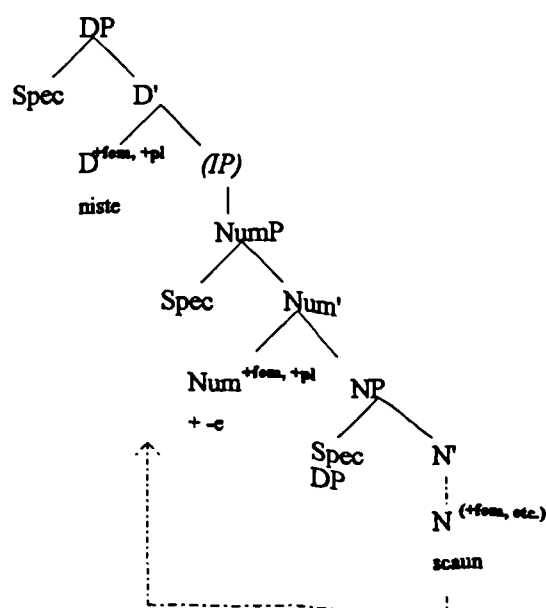 DP
Spec D'
D+fem, +pl (IP)
niste
NumP
Spec Num'
Num+fem, +pl NP
+ -e
Spec N'
DP
N (+fem, etc.)
scaun